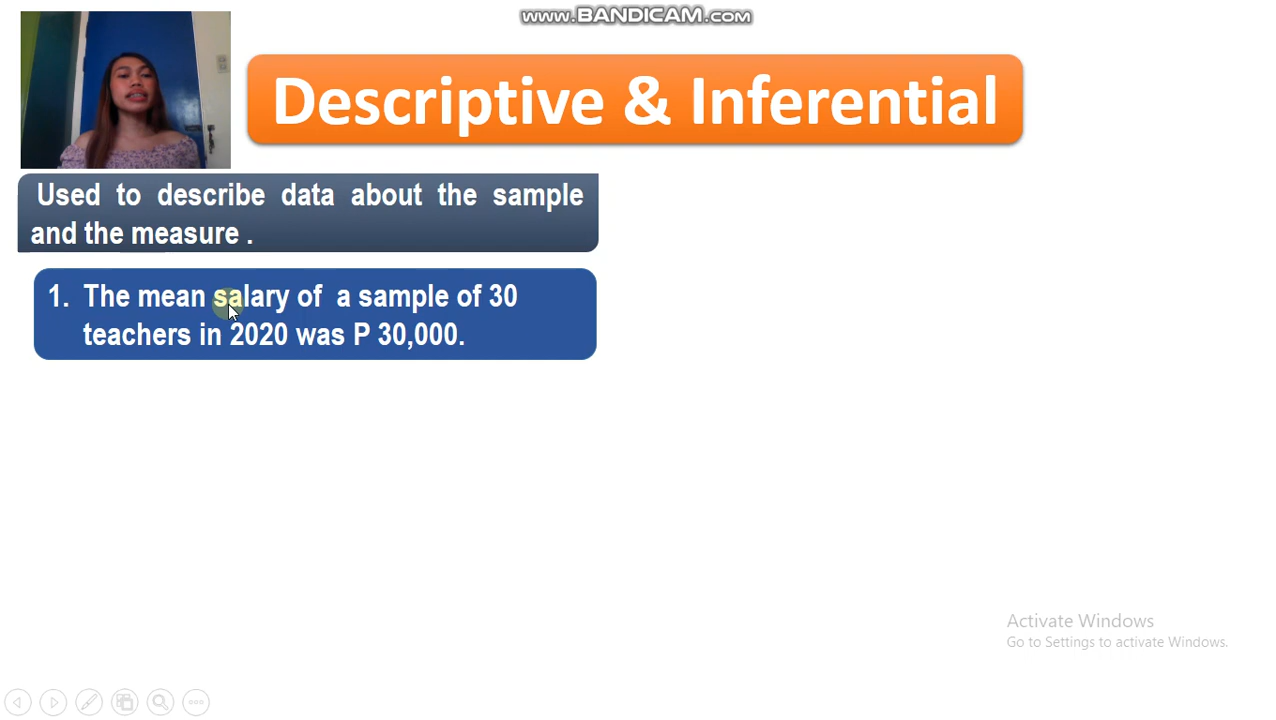 www.BANDICAM.com
Descriptive & Inferential
Used to describe data about the sample
and the measure .
1. The mean salary of a sample of 30
teachers in 2020 was P 30,000.
Activate Windows
Go to Settings to activate Windows.